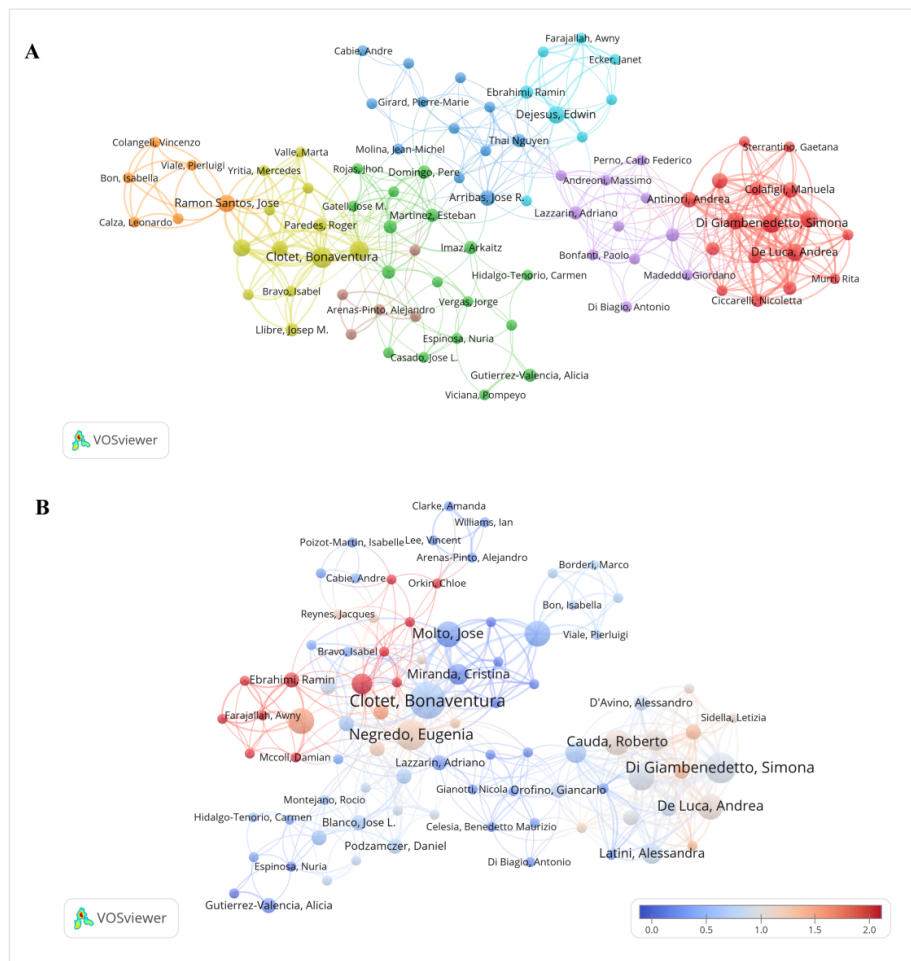 A
Farajallah, Awny
Cabie, Andre
Ecker, Janet
Ebrahimi, Ramin
Girard, Pierre-Marie
Dejesus, Edwin
Colangeli, Vincenzo
Thai Nguyen
Sterrantino, Gaetana
Valle, Marta
Molina, Jean-Michel
Viale, Pierluigi
Yritia, Mercedes
Rojas, Jhon
Domingo, Pere
Perno, Carlo Federico
Bon, Isabella
Andreoni, Massimo
Colafigli, Manuela
Ramon Santos, Jose
Gatell, Jose M.
Arribas, Jose R.
Antinori, Andrea
Calza, Leonardo
Paredes, Roger
Martinez, Esteban
Lazzarin, Adriano
Di Giambenedetto, Simona
Imaz, Arkaitz
Clotet, Bonaventura
Bonfanti, Paolo
De Luca, Andrea
Hidalgo-Tenorio, Carmen
Madeddu, Giordano
Murri, Rita
Bravo, Isabel
Vergas, Jorge
Ciccarelli, Nicoletta
Arenas-Pinto, Alejandro
Di Biagio, Antonio
Llibre, Josep M.
Espinosa, Nuria
Casado, Jose L.
Gutierrez-Valencia, Alicia
Viciana, Pompeyo
VOSviewer
B
Clarke, Amanda
Williams, Ian
Poizot-Martin, Isabelle
Lee, Vincent
Arenas-Pinto, Alejandro
Borderi, Marco
Cabie, Andre
Orkin, Chloe
Bon, Isabella
Reynes, Jacques
Molto, Jose
Viale, Pierluigi
Bravo, Isabel
Ebrahimi, Ramin
Miranda, Cristina
Clotet, Bonaventura
D'Avino, Alessandro
Farajallah, Awny
Sidella, Letizia
Negredo, Eugenia
Cauda, Roberto
Mccoll, Damian
Lazzarin, Adriano
Di Giambenedetto, Simona
Gianotti, Nicola
Orofino, Giancarlo
Montejano, Rocio
De Luca, Andrea
Hidalgo-Tenorio, Carmen
Blanco, Jose L.
Celesia, Benedetto Maurizio
Podzamczer, Daniel
Latini, Alessandra
Di Biagio, Antonio
Espinosa, Nuria
Gutierrez-Valencia, Alicia
VOSviewer
0.0 0.5 1.0 1.5 2.0